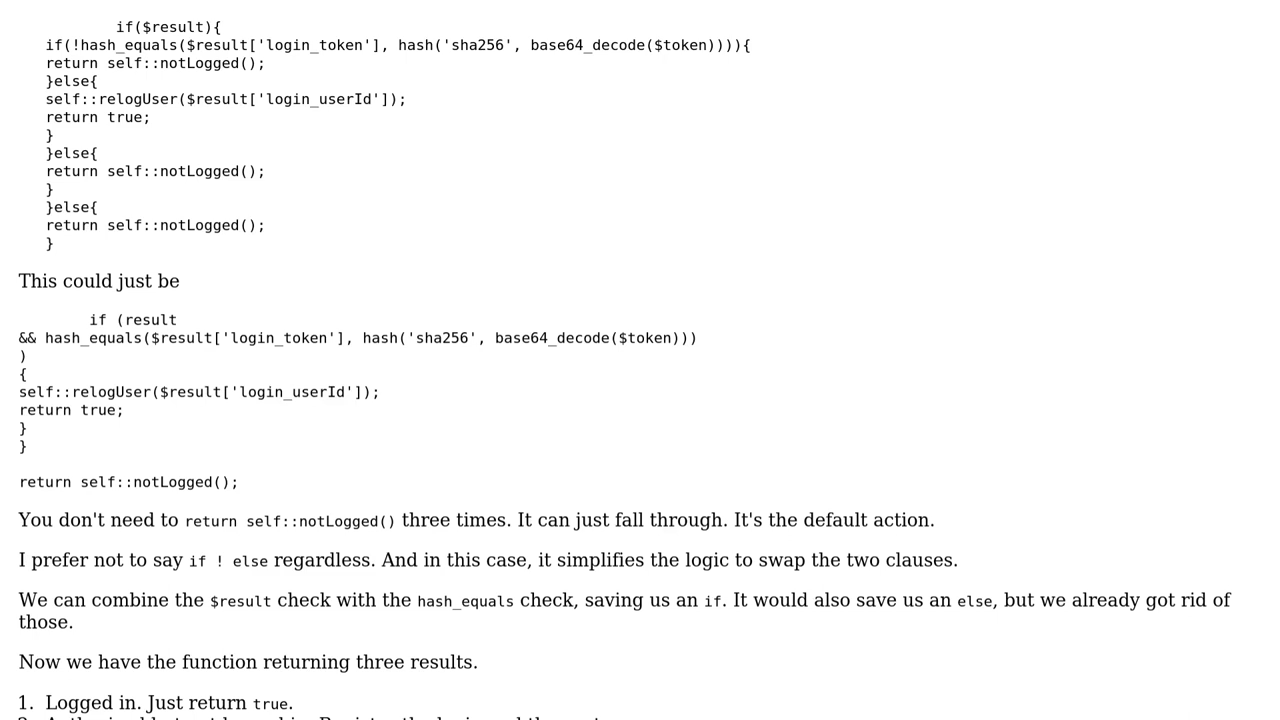 if($result){
if(!hash_equals($result['login_token'], hash('sha256', base64_decode($token)))){
return self::notLogged();
}else{
self::relogUser($result['login_userId']);
return true;
}
}else{
return self::notLogged();
}
}else{
return self::notLogged();
}
This could just be
if (result
&& hash_equals($result['login_token'], hash('sha256', base64_decode($token)))
)
{
self::relogUser($result['login_userId']);
return true;
}
}
return self::notLogged();
You don't need to return self::notLogged() three times. It can just fall through. It's the default action.
I prefer not to say if ! else regardless. And in this case, it simplifies the logic to swap the two clauses.
We can combine the $result check with the hash_equals check, saving us an if. It would also save us an else, but we already got rid of
those.
Now we have the function returning three results.
1. Logged in. Just return true.